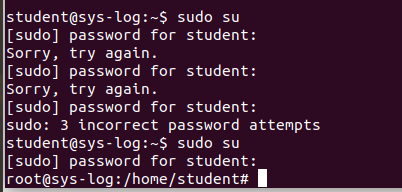 student@sys-log:~$ sudo su
[sudo] password for student:
Sorry, try again.
[sudo] password for student:
Sorry, try again.
[sudo] password for student:
sudo: 3 incorrect password attempts
student@sys-log:~$ sudo su
[sudo] password for student:
root@sys-log:/home/student#